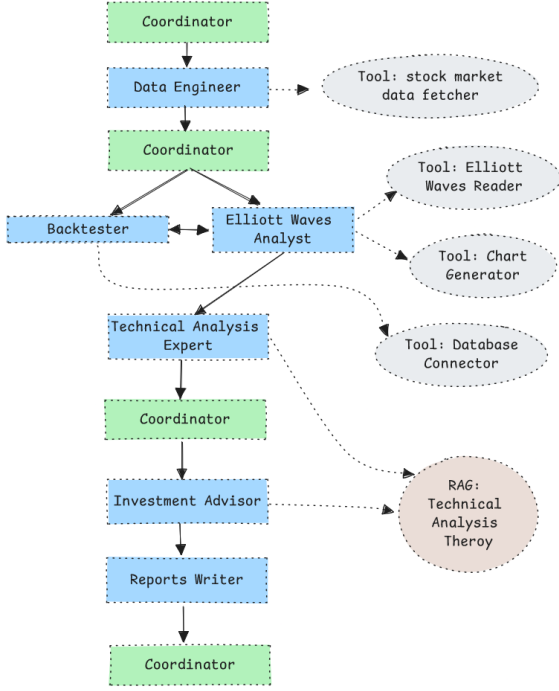 Coordinator
Data Engineer
Tool: stock market
data fetcher
Coordinator
Tool: Elliott
Waves Reader
Backtester
Elliott Waves
Analyst
Tool: Chart
Generator
Technical Analysis
Expert
Tool: Database
Connector
Coordinator
Investment Advisor
RAG:
Technical
Analysis
Theroy
Reports Writer
Coordinator